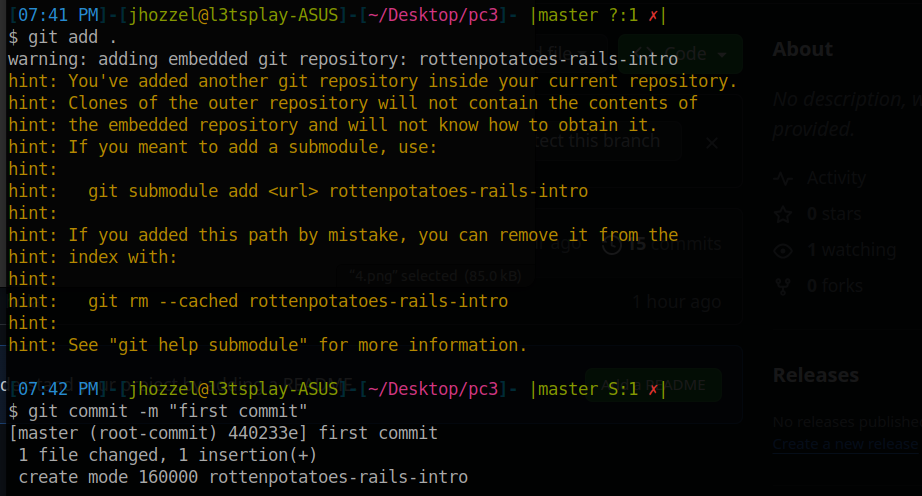 [07:41 PM]-[jhozzel@l3tsplay-ASUS]-[~/Desktop/pc3]- |master ?:1 ✗|
$ git add .
warning: adding embedded git repository: rottenpotatoes-rails-intro
hint: You've added another git repository inside your current repository.
hint: Clones of the outer repository will not contain the contents of
hint: the embedded repository and will not know how to obtain it.
hint: If you meant to add a submodule, use:
hint:
hint:   git submodule add <url> rottenpotatoes-rails-intro
hint:
hint: If you added this path by mistake, you can remove it from the
hint: index with:
hint:
hint:   git rm --cached rottenpotatoes-rails-intro
hint:
hint: See "git help submodule" for more information.
[07:42 PM]-[jhozzel@l3tsplay-ASUS]-[~/Desktop/pc3]- |master S:1 ✗|
$ git commit -m "first commit"
[master (root-commit) 440233e] first commit
 1 file changed, 1 insertion(+)
 create mode 160000 rottenpotatoes-rails-intro
Code
tect this branch
15 commits
"4.png" selected (85.0 kB)
1 hour ago
README
About
No description,
provided.
Activity
0 stars
1 watching
0 forks
Releases
No releases
Create a new release